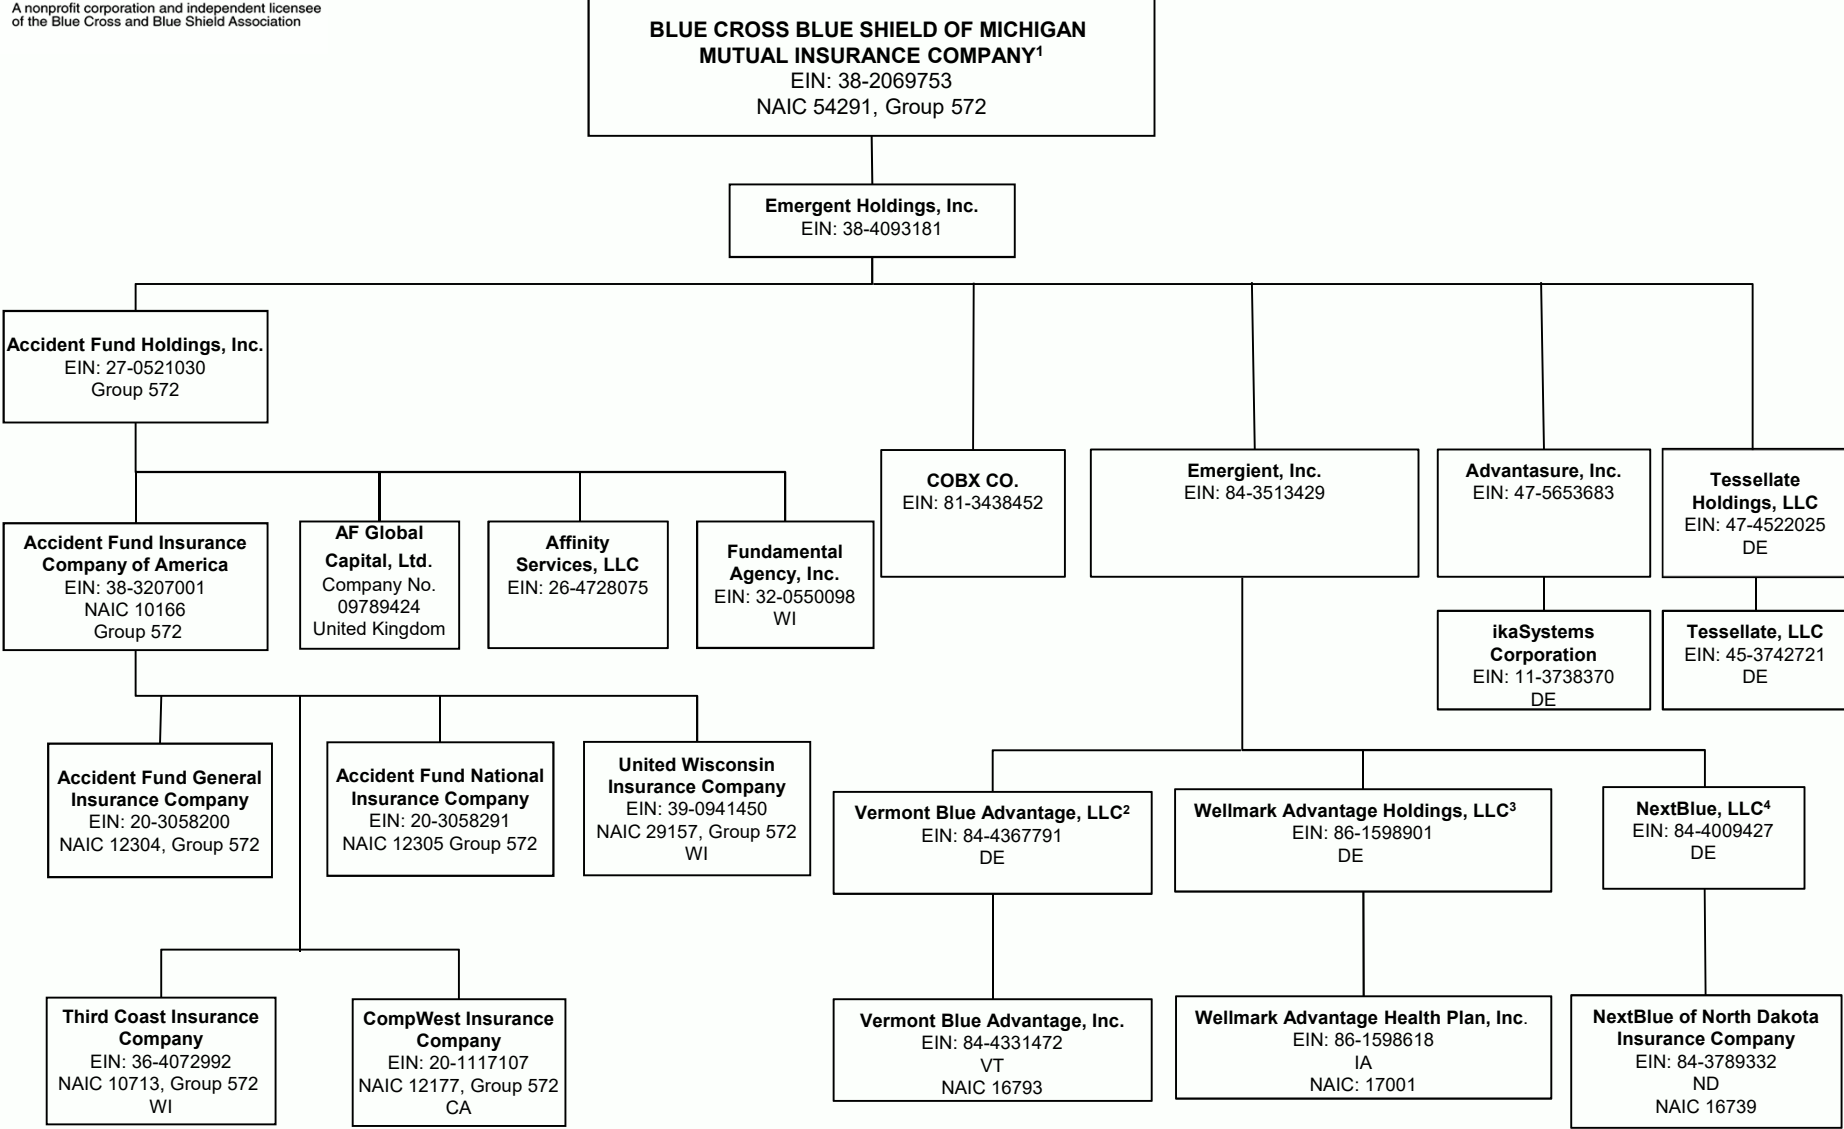 A nonprofit corporation and independent licensee
of the Blue Cross and Blue Shield Association
BLUE CROSS BLUE SHIELD OF MICHIGAN
MUTUAL INSURANCE COMPANY¹
EIN: 38-2069753
NAIC 54291, Group 572
Emergent Holdings, Inc.
EIN: 38-4093181
Accident Fund Holdings, Inc.
EIN: 27-0521030
Group 572
COBX CO.
EIN: 81-3438452
Emergient, Inc.
EIN: 84-3513429
Advantasure, Inc.
EIN: 47-5653683
Tessellate
Holdings, LLC
EIN: 47-4522025
DE
Accident Fund Insurance
Company of America
EIN: 38-3207001
NAIC 10166
Group 572
AF Global
Capital, Ltd.
Company No.
09789424
United Kingdom
Affinity
Services, LLC
EIN: 26-4728075
Fundamental
Agency, Inc.
EIN: 32-0550098
WI
ikaSystems
Corporation
EIN: 11-3738370
DE
Tessellate, LLC
EIN: 45-3742721
DE
Accident Fund General
Insurance Company
EIN: 20-3058200
NAIC 12304, Group 572
Accident Fund National
Insurance Company
EIN: 20-3058291
NAIC 12305 Group 572
United Wisconsin
Insurance Company
EIN: 39-0941450
NAIC 29157, Group 572
WI
Vermont Blue Advantage, LLC²
EIN: 84-4367791
DE
Wellmark Advantage Holdings, LLC³
EIN: 86-1598901
DE
NextBlue, LLC⁴
EIN: 84-4009427
DE
Third Coast Insurance
Company
EIN: 36-4072992
NAIC 10713, Group 572
WI
CompWest Insurance
Company
EIN: 20-1117107
NAIC 12177, Group 572
CA
Vermont Blue Advantage, Inc.
EIN: 84-4331472
VT
NAIC 16793
Wellmark Advantage Health Plan, Inc.
EIN: 86-1598618
IA
NAIC: 17001
NextBlue of North Dakota
Insurance Company
EIN: 84-3789332
ND
NAIC 16739